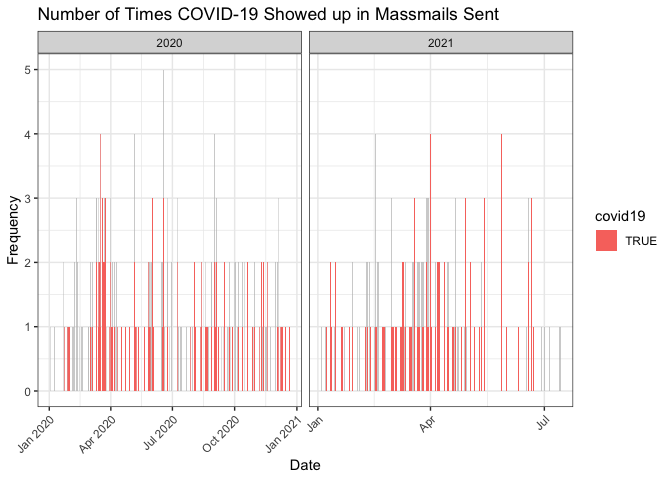 Number of Times COVID-19 Showed up in Massmails Sent
2020
2021
5
4
3
2
1
0
Frequency
covid19
TRUE
Jan 2020
Apr 2020
Jul 2020
Oct 2020
Jan 2021
Jan
Apr
Jul
Date